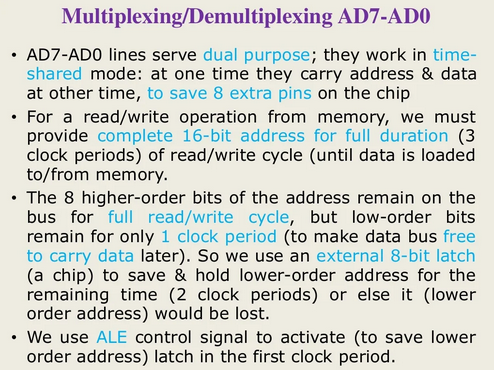 Multiplexing/Demultiplexing AD7-AD0
• AD7-AD0 lines serve dual purpose; they work in time-
shared mode: at one time they carry address & data
at other time, to save 8 extra pins on the chip
• For a read/write operation from memory, we must
provide complete 16-bit address for full duration (3
clock periods) of read/write cycle (until data is loaded
to/from memory.
• The 8 higher-order bits of the address remain on the
bus for full read/write cycle, but low-order bits
remain for only 1 clock period (to make data bus free
to carry data later). So we use an external 8-bit latch
(a chip) to save & hold lower-order address for the
remaining time (2 clock periods) or else it (lower
order address) would be lost.
• We use ALE control signal to activate (to save lower
order address) latch in the first clock period.